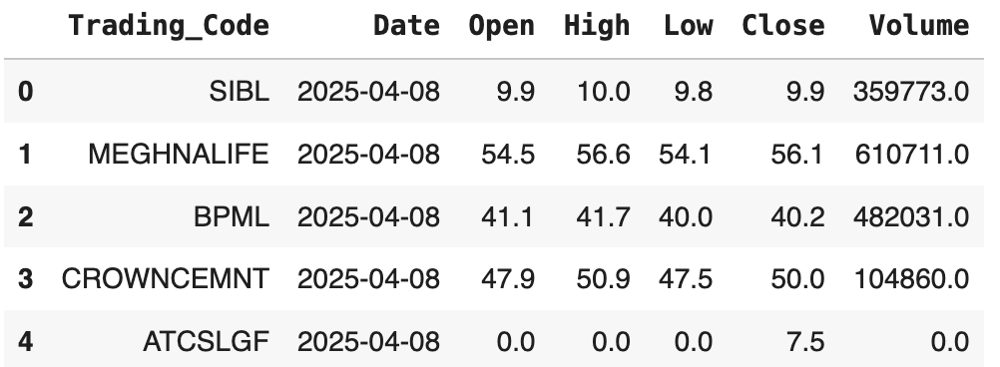 Trading_Code Date Open High Low Close Volume
0 SIBL 2025-04-08 9.9 10.0 9.8 9.9 359773.0
1 MEGHNALIFE 2025-04-08 54.5 56.6 54.1 56.1 610711.0
2 BPML 2025-04-08 41.1 41.7 40.0 40.2 482031.0
3 CROWNCEMNT 2025-04-08 47.9 50.9 47.5 50.0 104860.0
4 ATCSLGF 2025-04-08 0.0 0.0 0.0 7.5 0.0